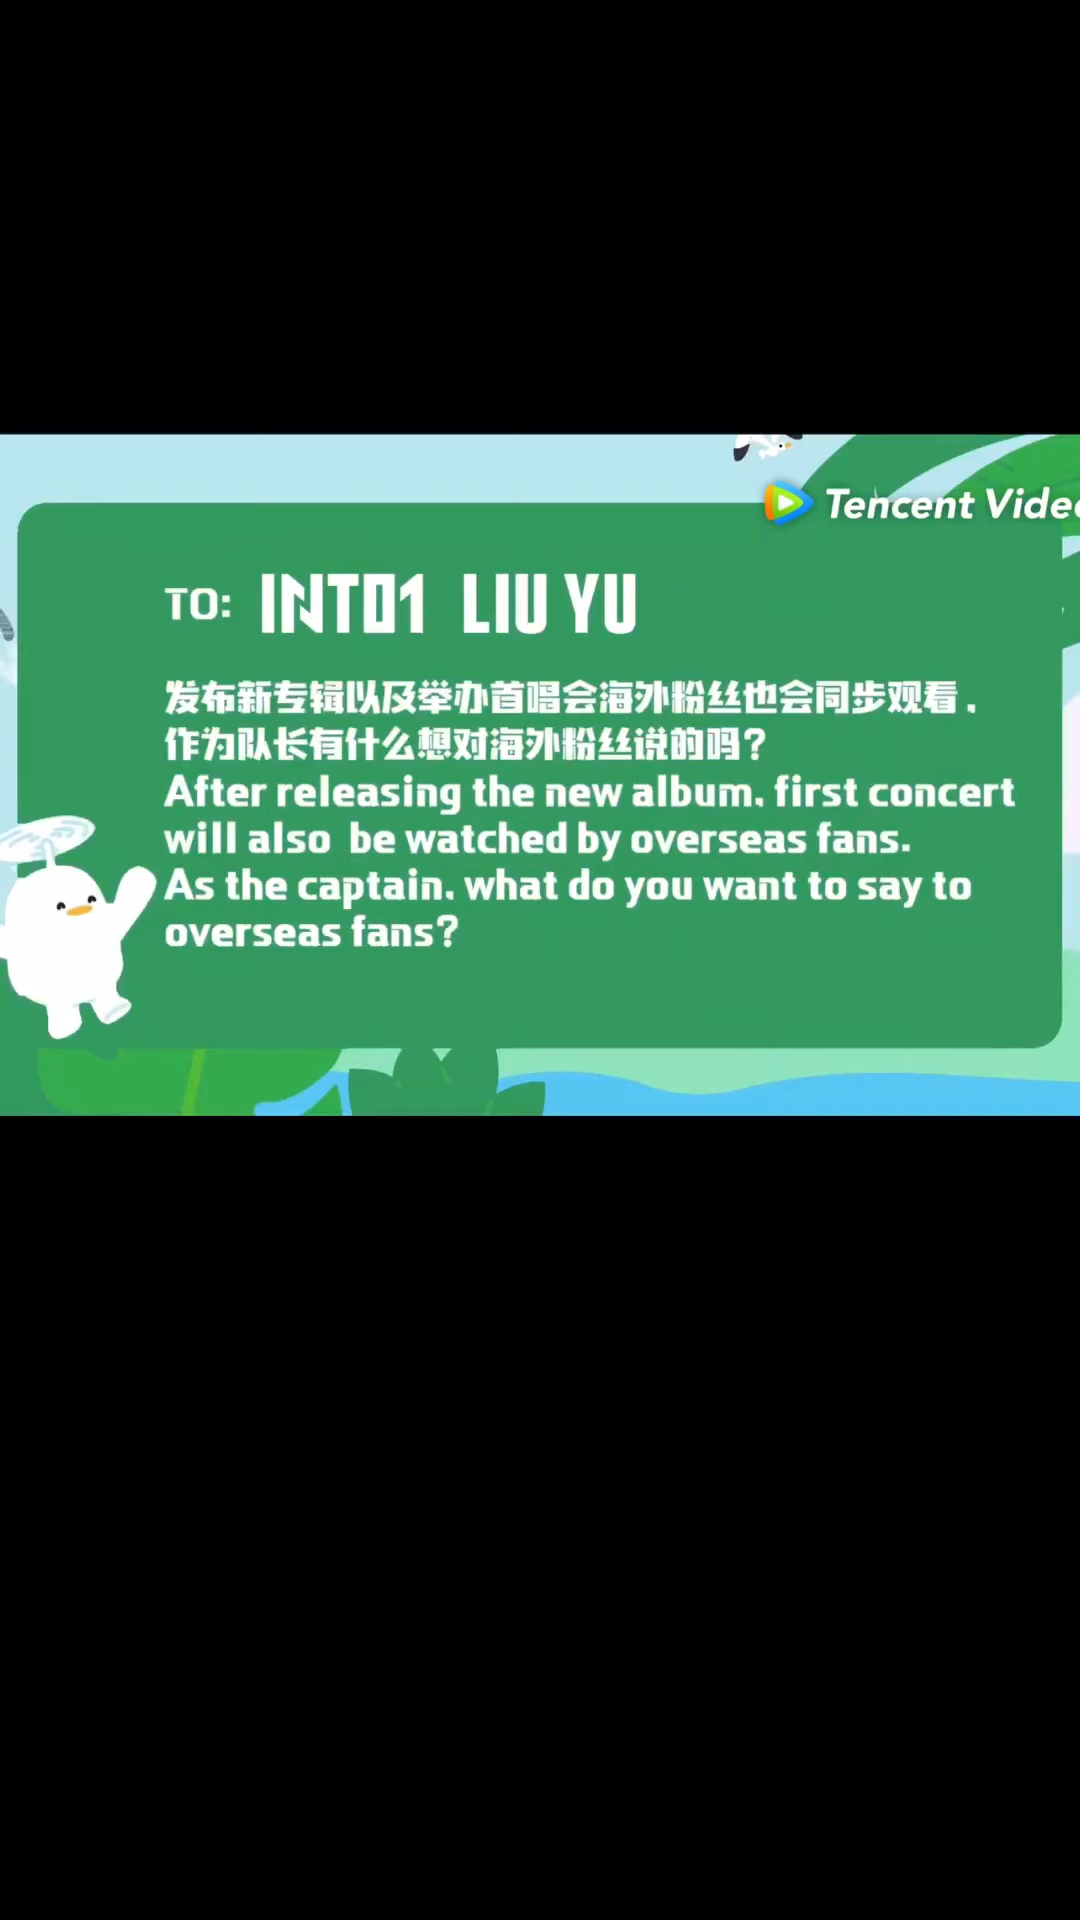 Tencent Vide
TO: INTO1 LIU YU
发布新专辑以及举办首唱会海外粉丝也会同步观看，
作为队长有什么想对海外粉丝说的吗？
After releasing the new album, first concert
will also be watched by overseas fans.
As the captain, what do you want to say to
overseas fans?